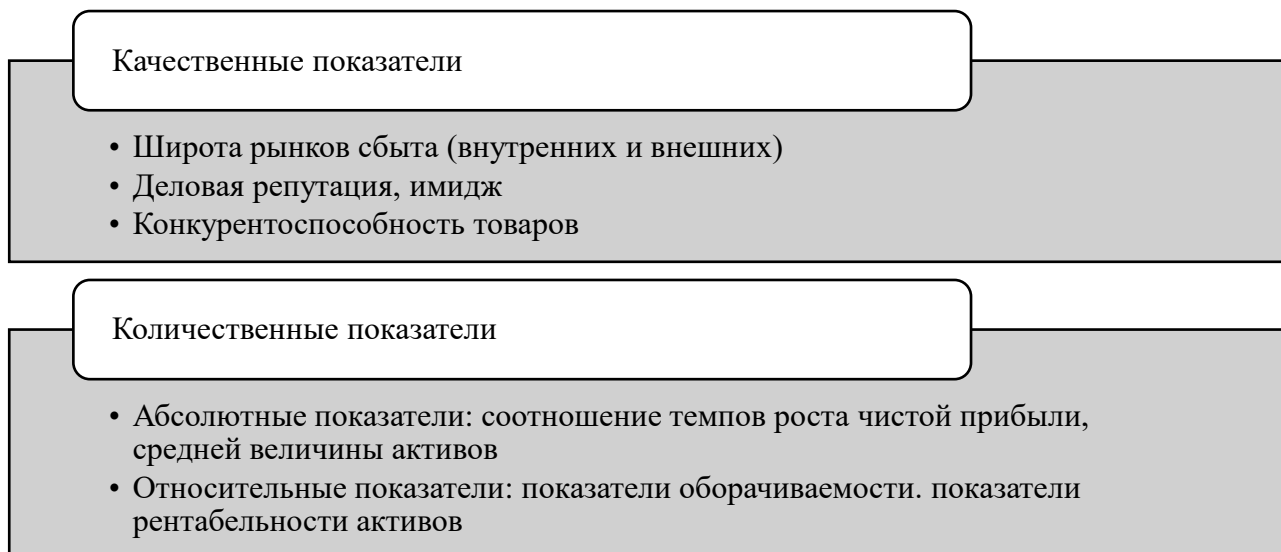 Качественные показатели
• Широта рынков сбыта (внутренних и внешних)
• Деловая репутация, имидж
• Конкурентоспособность товаров
Количественные показатели
• Абсолютные показатели: соотношение темпов роста чистой прибыли,
средней величины активов
• Относительные показатели: показатели оборачиваемости. показатели
рентабельности активов